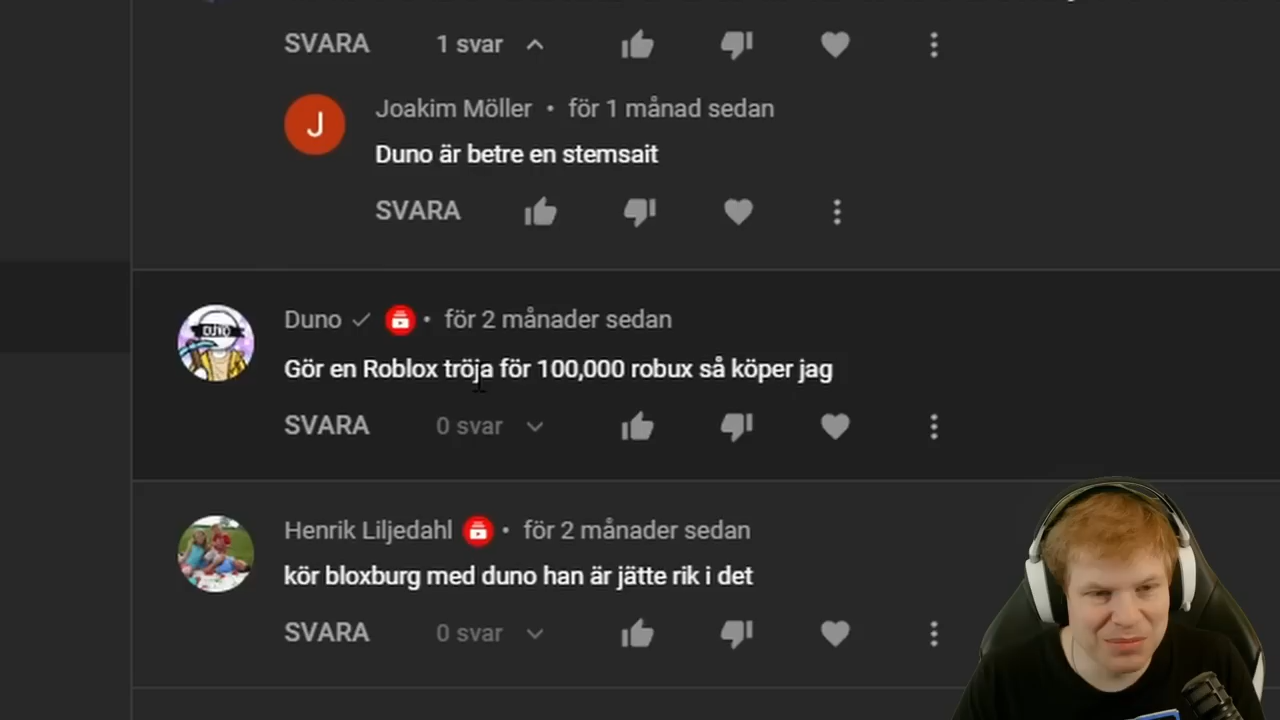 SVARA 1 svar
Joakim Möller • för 1 månad sedan
Duno är betre en stemsait
SVARA
Duno • för 2 månader sedan
Gör en Roblox tröja för 100,000 robux så köper jag
SVARA 0 svar
Henrik Liljedahl • för 2 månader sedan
kör bloxburg med duno han är jätte rik i det
SVARA 0 svar
J
DUNO